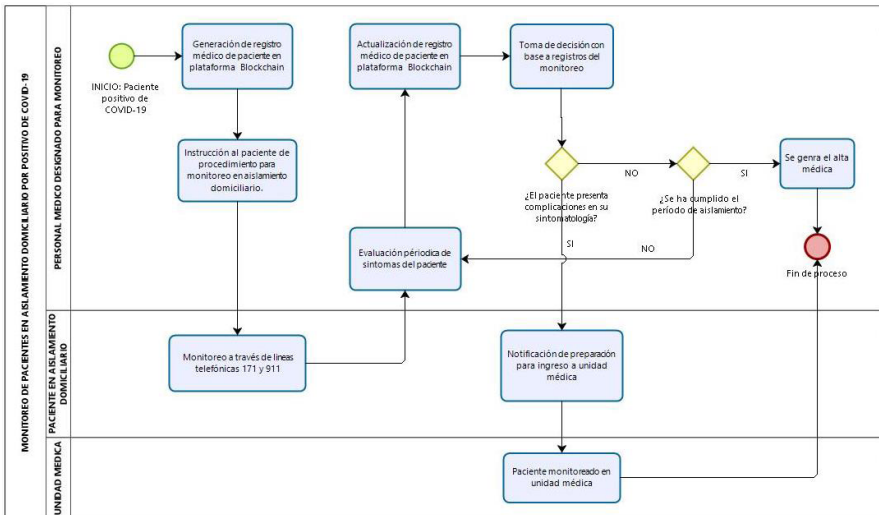 MONITOREO DE PACIENTES EN AISLAMIENTO DOMICILIARIO POR POSITIVO DE COVID-19
PERSONAL MEDICO DESIGNADO PARA MONITOREO
INICIO: Paciente
positivo de
COVID-19
Generación de registro
médico de paciente en
plataforma Blockchain
Instrucción al paciente de
procedimiento para
monitoreo en aislamiento
domiciliario.
Actualización de registro
médico de paciente en
plataforma Blockchain
Toma de decisión con
base a registros del
monitoreo
¿El paciente presenta
complicaciones en su
sintomatología?
NO
SI
¿Se ha cumplido el
período de aislamiento?
SI
NO
Se genra el alta
médica
Fin de proceso
Evaluación périodica de
sintomas del paciente
PACIENTE EN AISLAMIENTO
DOMICILIARIO
Monitoreo a través de lineas
telefónicas 171 y 911
Notificación de preparación
para ingreso a unidad
médica
UNIDAD MEDICA
Paciente monitoreado en
unidad médica